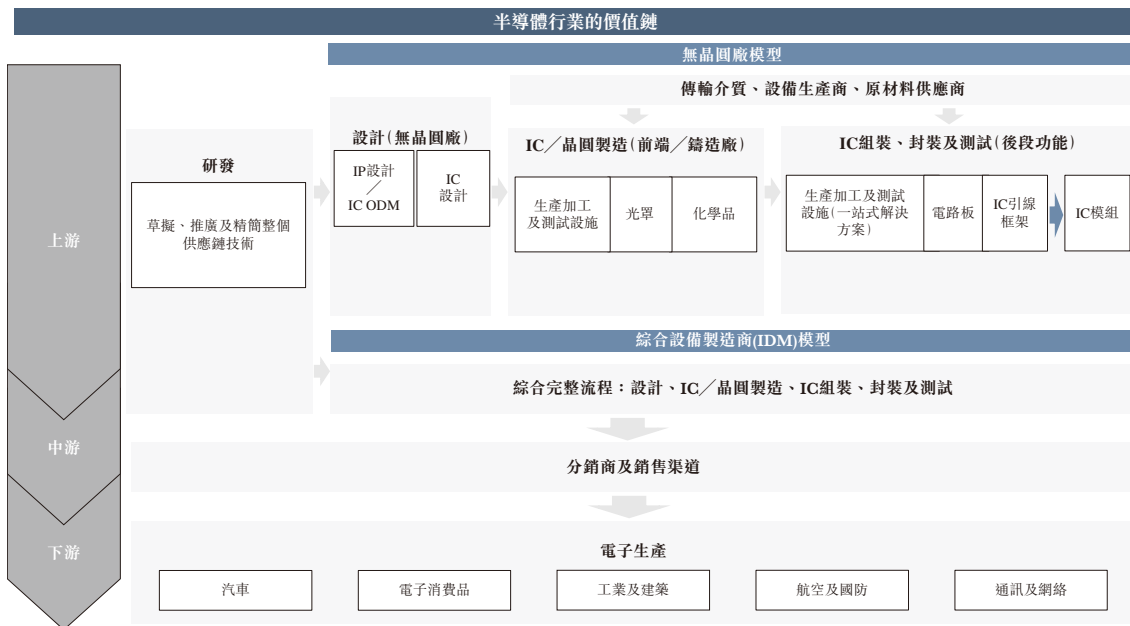 半導體行業的價值鏈
無晶圓廠模型
傳輸介質、設備生產商、原材料供應商
設計(無晶圓廠)
IC／晶圓製造(前端／鑄造廠)
IC組裝、封裝及測試(後段功能)
研發
IP設計
／
IC ODM
IC
設計
生產加工
及測試設施
光罩
化學品
生產加工及測試
設施(一站式解決
方案)
電路板
IC引線
框架
IC模組
草擬、推廣及精簡整個
供應鏈技術
上游
綜合設備製造商(IDM)模型
綜合完整流程：設計、IC／晶圓製造、IC組裝、封裝及測試
中游
分銷商及銷售渠道
下游
電子生產
汽車
電子消費品
工業及建築
航空及國防
通訊及網絡